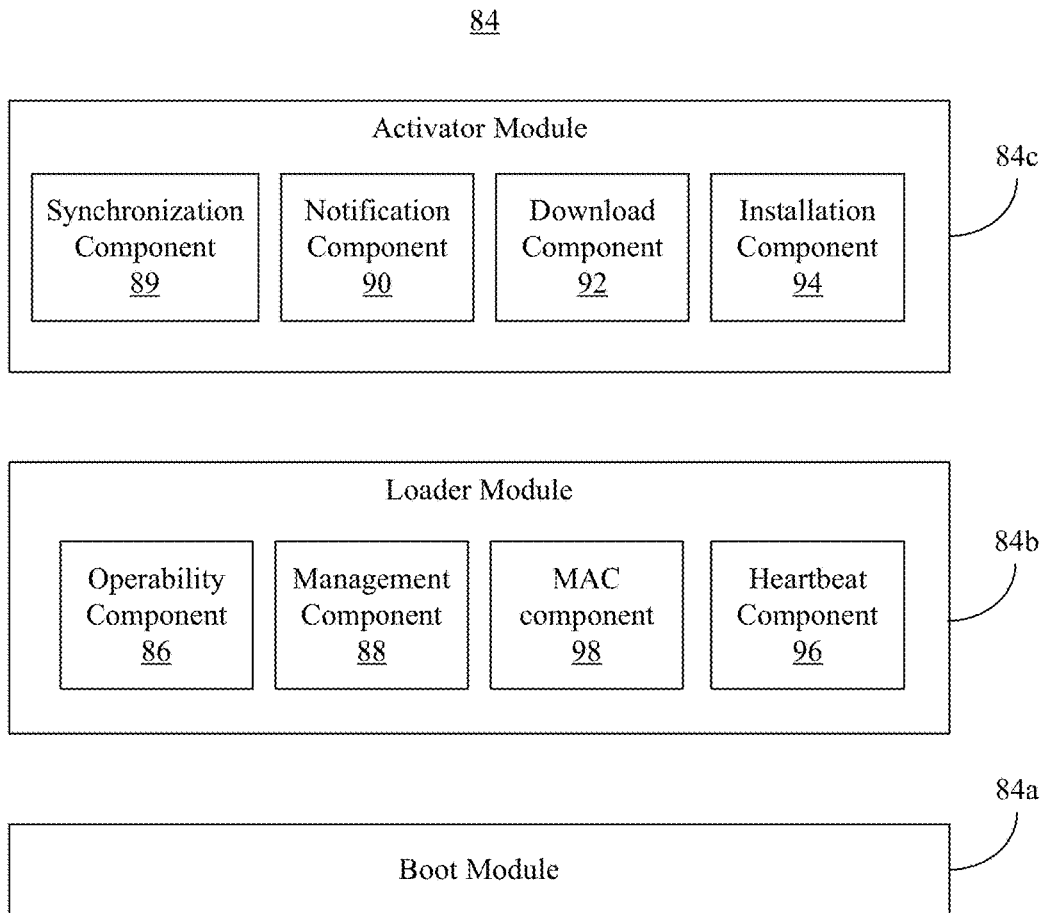 84
Activator Module
84c
Synchronization
Component
89
Notification
Component
90
Download
Component
92
Installation
Component
94
Loader Module
84b
Operability
Component
86
Management
Component
88
MAC
component
98
Heartbeat
Component
96
84a
Boot Module